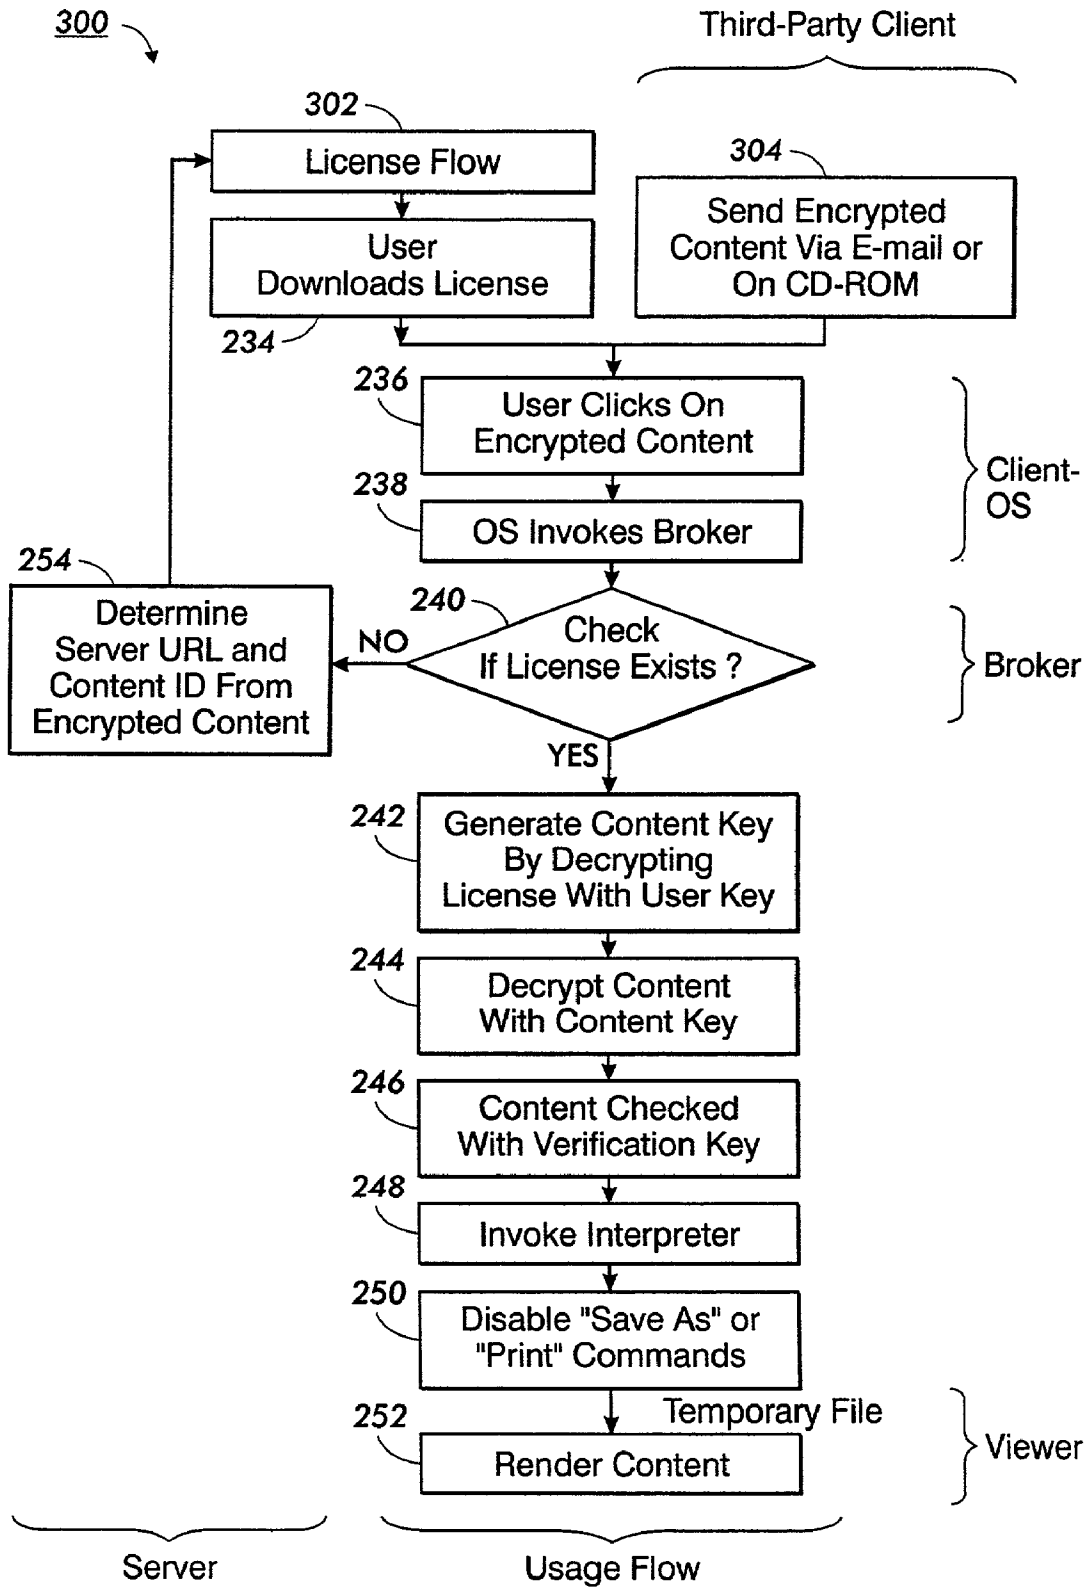 300
Third-Party Client
302
License Flow
304
Send Encrypted
Content Via E-mail or
On CD-ROM
User
Downloads License
234
236
User Clicks On
Encrypted Content
238
OS Invokes Broker
Client-
OS
254
Determine
Server URL and
Content ID From
Encrypted Content
240
NO
Check
If License Exists ?
Broker
YES
242
Generate Content Key
By Decrypting
License With User Key
244
Decrypt Content
With Content Key
246
Content Checked
With Verification Key
248
Invoke Interpreter
250
Disable "Save As" or
"Print" Commands
Temporary File
252
Render Content
Viewer
Server
Usage Flow